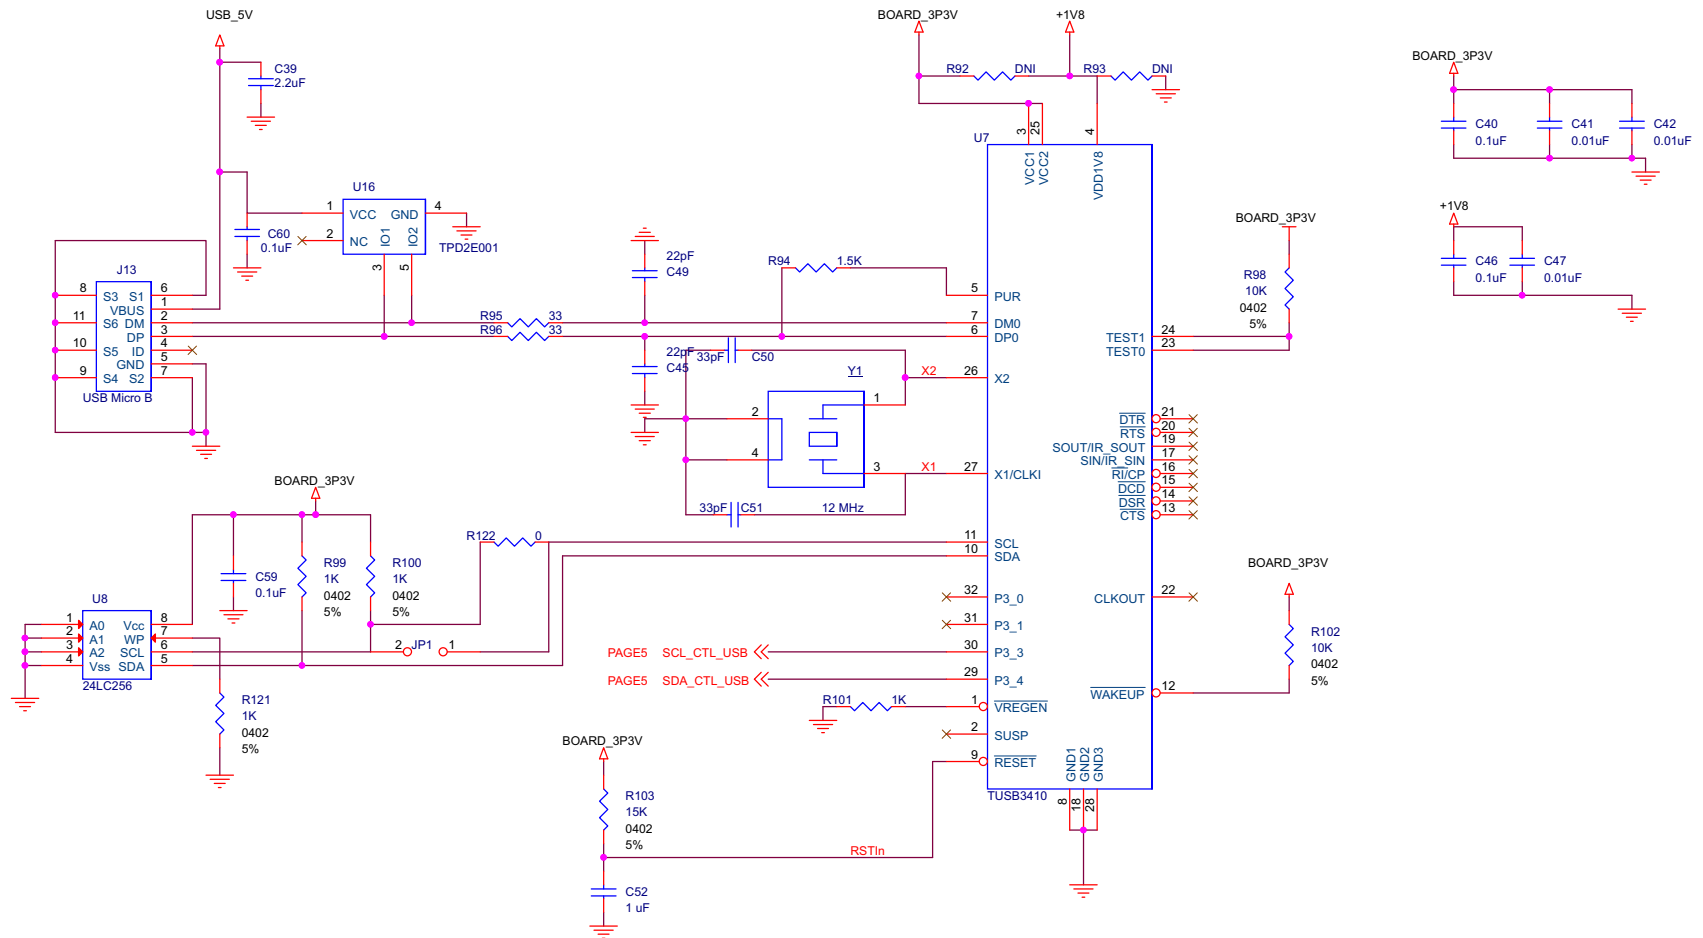 USB_5V
C39
2.2uF
U16
1 VCC GND 4
2 NC IO1 IO2
TPD2E001
3 5
C60
0.1uF
J13
8 S3 S1 6
VBUS 1
11 S6 DM 2
DP 3
10 S5 ID 4
GND 5
9 S4 S2 7
USB Micro B
R95 33
R96 33
22pF
C49
22pF
C45
R94 1.5K
33pF C50
Y1
1
2
4
3
33pF C51 12 MHz
X2
X1
BOARD_3P3V
+1V8
R92 DNI
R93 DNI
U7
3 25 4
VCC1
VCC2
VDD1V8
5 PUR
7 DM0
6 DP0
26 X2
27 X1/CLKI
11 SCL
10 SDA
32 P3_0
31 P3_1
30 P3_3
29 P3_4
1 VREGEN
2 SUSP
9 RESET
TEST1 24
TEST0 23
DTR 21
RTS 20
SOUT/IR_SOUT 19
SIN/IR_SIN 17
RI/CP 16
DCD 15
DSR 14
CTS 13
CLKOUT 22
WAKEUP 12
GND1
GND2
GND3
8 18 28
TUSB3410
BOARD_3P3V
C40
0.1uF
C41
0.01uF
C42
0.01uF
+1V8
C46
0.1uF
C47
0.01uF
BOARD_3P3V
R98
10K
0402
5%
BOARD_3P3V
R102
10K
0402
5%
BOARD_3P3V
R122 0
C59
0.1uF
R99
1K
0402
5%
R100
1K
0402
5%
U8
1 A0 Vcc 8
2 A1 WP 7
3 A2 SCL 6
4 Vss SDA 5
24LC256
2 JP1 1
R121
1K
0402
5%
PAGE5 SCL_CTL_USB
PAGE5 SDA_CTL_USB
R101 1K
BOARD_3P3V
R103
15K
0402
5%
RSTIn
C52
1 uF